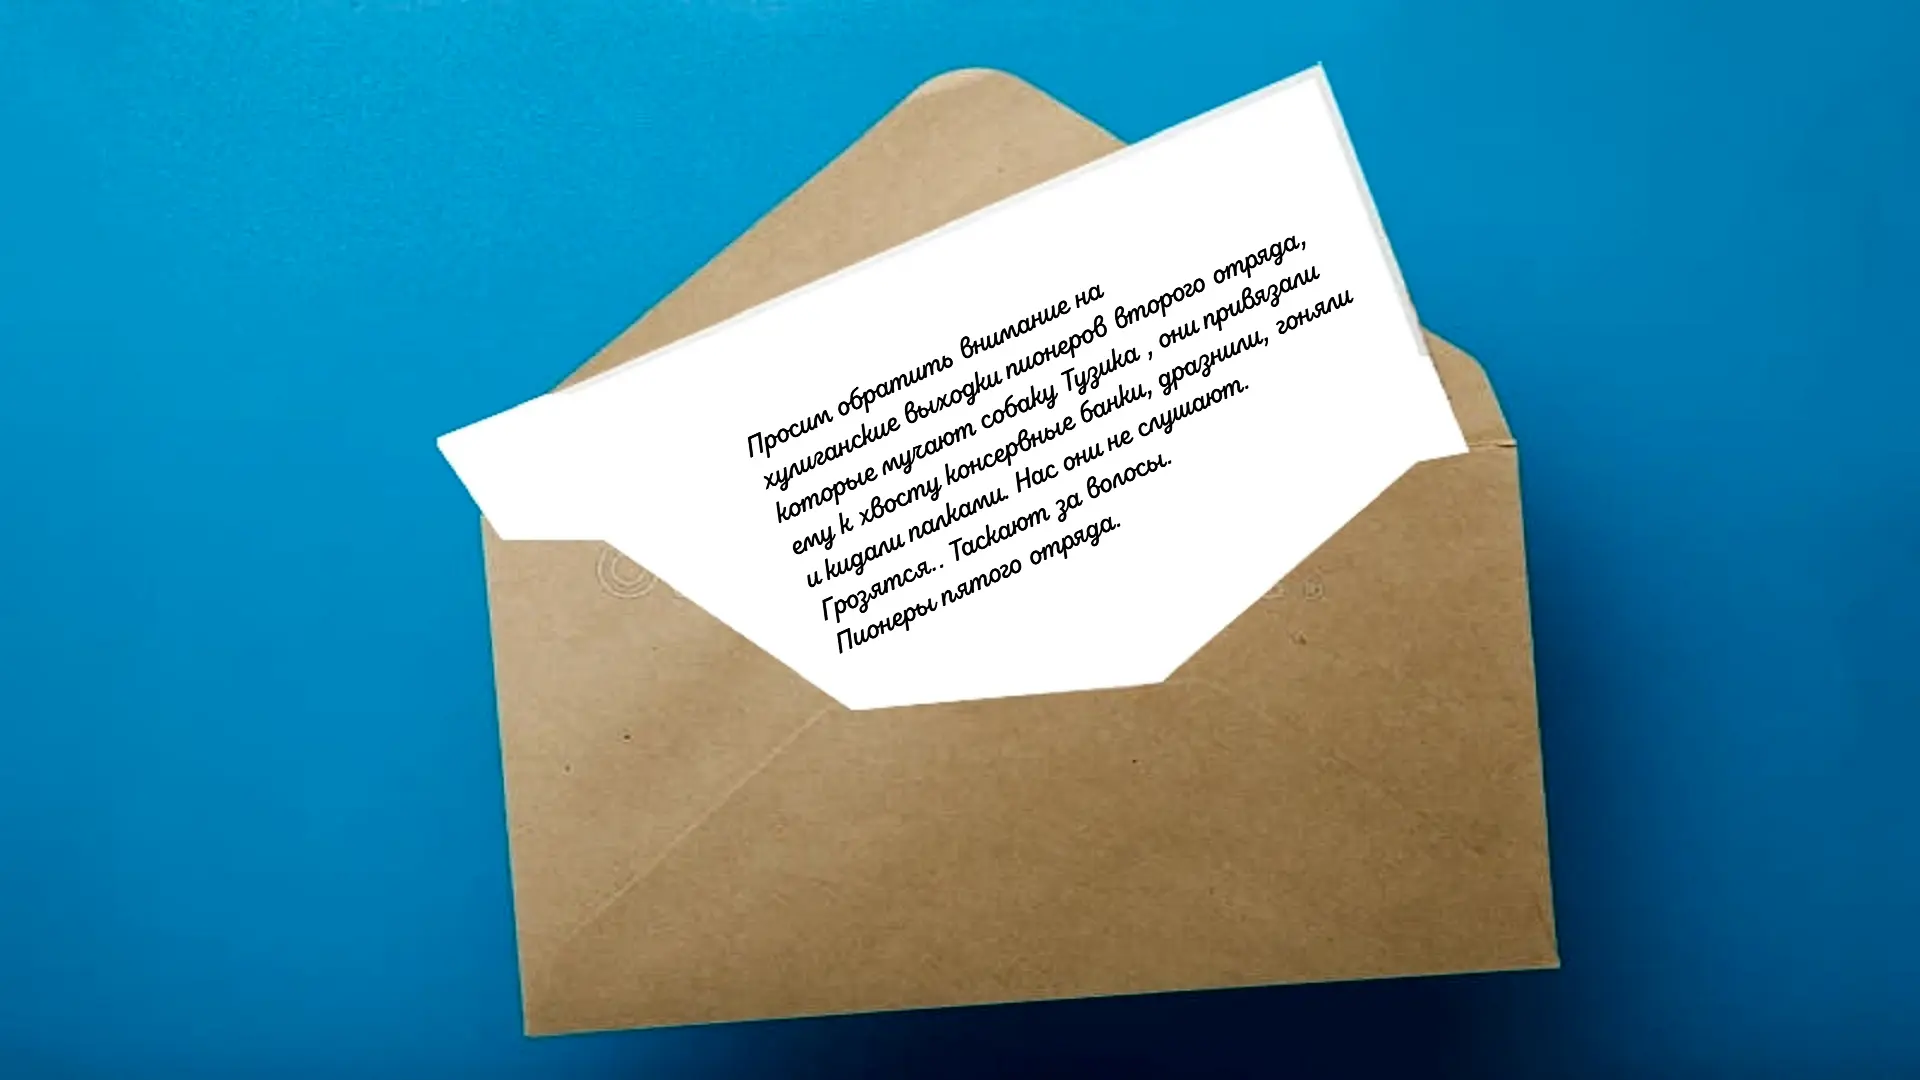 Просим обратить внимание на
хулиганские выходки пионеров второго отряда,
которые мучают собаку Тузика , они привязали
ему к хвосту консервные банки, дразнили, гоняли
и кидали палками. Нас они не слушают.
Грозятся.. Таскают за волосы.
Пионеры пятого отряда.